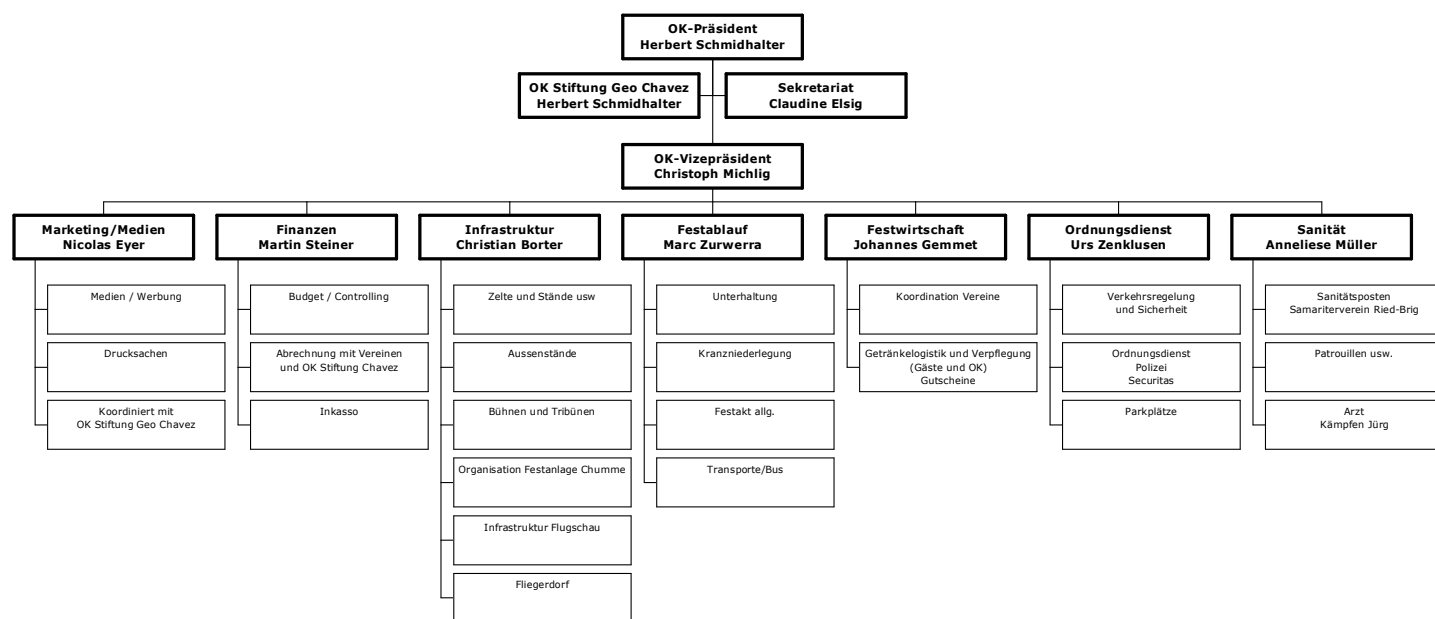 OK-Präsident
Herbert Schmidhalter
OK Stiftung Geo Chavez
Herbert Schmidhalter
Sekretariat
Claudine Elsig
OK-Vizepräsident
Christoph Michlig
Marketing/Medien
Nicolas Eyer
Medien / Werbung
Drucksachen
Koordiniert mit
OK Stiftung Geo Chavez
Finanzen
Martin Steiner
Budget / Controlling
Abrechnung mit Vereinen
und OK Stiftung Chavez
Inkasso
Infrastruktur
Christian Borter
Zelte und Stände usw
Aussenstände
Bühnen und Tribünen
Organisation Festanlage Chumme
Infrastruktur Flugschau
Fliegerdorf
Festablauf
Marc Zurwerra
Unterhaltung
Kranzniederlegung
Festakt allg.
Transporte/Bus
Festwirtschaft
Johannes Gemmet
Koordination Vereine
Getränkelogistik und Verpflegung
(Gäste und OK)
Gutscheine
Ordnungsdienst
Urs Zenklusen
Verkehrsregelung
und Sicherheit
Ordnungsdienst
Polizei
Securitas
Parkplätze
Sanität
Anneliese Müller
Sanitätsposten
Samariterverein Ried-Brig
Patrouillen usw.
Arzt
Kämpfen Jürg